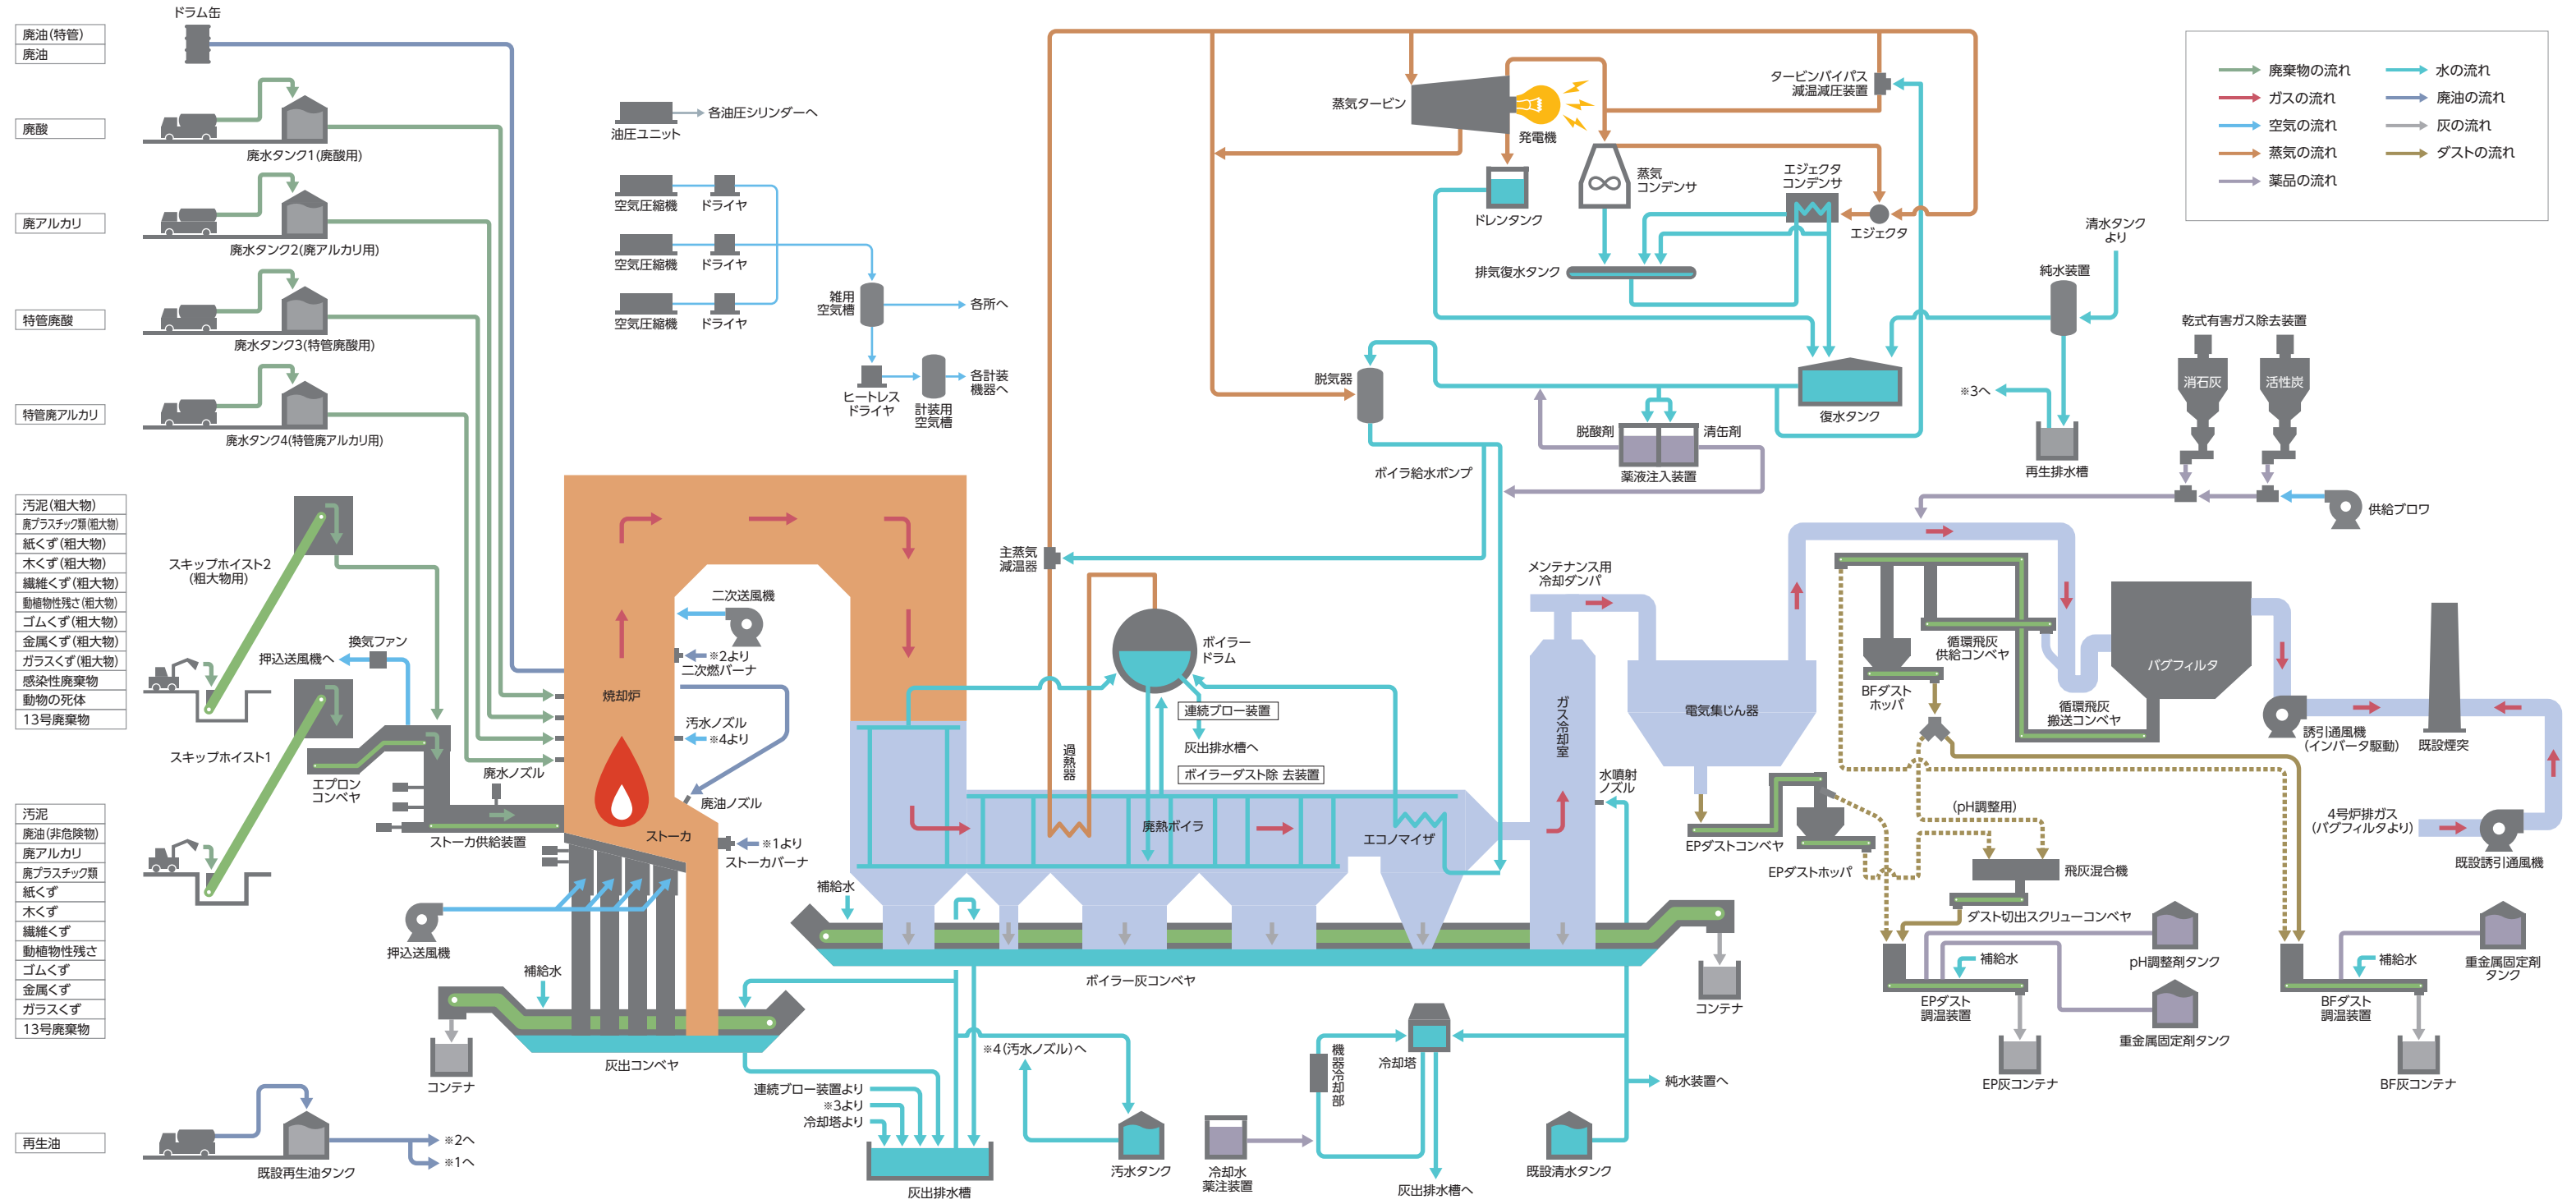 廃油(特管)
廃油
ドラム缶
廃酸
廃水タンク1(廃酸用)
廃アルカリ
廃水タンク2(廃アルカリ用)
特管廃酸
廃水タンク3(特管廃酸用)
特管廃アルカリ
廃水タンク4(特管廃アルカリ用)
汚泥(粗大物)
廃プラスチック類(粗大物)
紙くず(粗大物)
木くず(粗大物)
繊維くず(粗大物)
動植物性残さ(粗大物)
ゴムくず(粗大物)
金属くず(粗大物)
ガラスくず(粗大物)
感染性廃棄物
動物の死体
13号廃棄物
スキップホイスト2
(粗大物用)
スキップホイスト1
汚泥
廃油(非危険物)
廃アルカリ
廃プラスチック類
紙くず
木くず
繊維くず
動植物性残さ
ゴムくず
金属くず
ガラスくず
13号廃棄物
再生油
既設再生油タンク
※2へ
※1へ
換気ファン
押込送風機へ
エプロン
コンベヤ
廃水ノズル
ストーカ供給装置
押込送風機
補給水
灰出コンベヤ
コンテナ
油圧ユニット
各油圧シリンダーへ
空気圧縮機
ドライヤ
空気圧縮機
ドライヤ
空気圧縮機
ドライヤ
雑用
空気槽
各所へ
ヒートレス
ドライヤ
計装用
空気槽
各計装
機器へ
焼却炉
ストーカ
二次送風機
※2より
二次燃バーナ
汚水ノズル
※4より
廃油ノズル
※1より
ストーカバーナ
補給水
主蒸気
減温器
過熱器
ボイラー
ドラム
連続ブロー装置
灰出排水槽へ
ボイラーダスト除 去装置
廃熱ボイラ
エコノマイザ
ボイラー灰コンベヤ
コンテナ
連続ブロー装置より
※3より
冷却塔より
灰出排水槽
※4(汚水ノズル)へ
汚水タンク
冷却水
薬注装置
機器冷却部
冷却塔
灰出排水槽へ
既設清水タンク
純水装置へ
蒸気タービン
発電機
ドレンタンク
蒸気
コンデンサ
タービンバイパス
減温減圧装置
エジェクタ
コンデンサ
エジェクタ
排気復水タンク
脱気器
復水タンク
脱酸剤
清缶剤
薬液注入装置
ボイラ給水ポンプ
清水タンク
より
純水装置
※3へ
再生排水槽
廃棄物の流れ
ガスの流れ
空気の流れ
蒸気の流れ
薬品の流れ
水の流れ
廃油の流れ
灰の流れ
ダストの流れ
乾式有害ガス除去装置
消石灰
活性炭
供給ブロワ
メンテナンス用
冷却ダンパ
ガス冷却室
水噴射
ノズル
電気集じん器
EPダストコンベヤ
EPダストホッパ
BFダスト
ホッパ
循環飛灰
供給コンベヤ
循環飛灰
搬送コンベヤ
バグフィルタ
誘引通風機
(インバータ駆動)
既設煙突
4号炉排ガス
(バグフィルタより)
既設誘引通風機
(pH調整用)
飛灰混合機
ダスト切出スクリューコンベヤ
補給水
EPダスト
調温装置
EP灰コンテナ
pH調整剤タンク
重金属固定剤タンク
補給水
BFダスト
調温装置
BF灰コンテナ
重金属固定剤
タンク